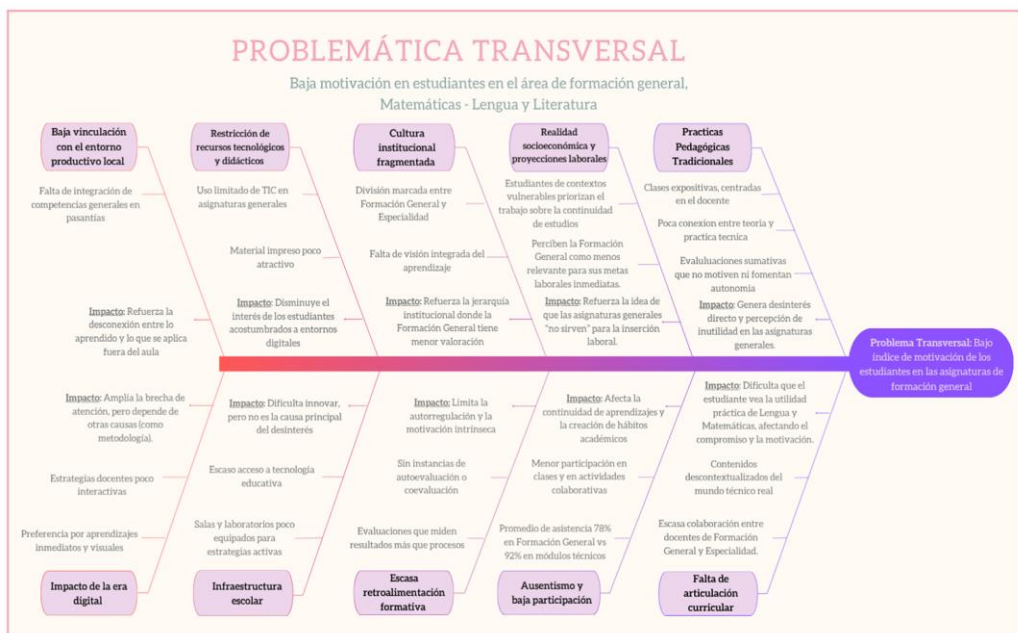 PROBLEMÁTICA TRANSVERSAL
Baja motivación en estudiantes en el área de formación general,
Matemáticas - Lengua y Literatura
Baja vinculación
con el entorno
productivo local
Falta de integración de
competencias generales en
pasantías
Impacto: Refuerza la
desconexión entre lo
aprendido y lo que se aplica
fuera del aula
Restricción de
recursos tecnológicos
y didácticos
Uso limitado de TIC en
asignaturas generales
Material impreso poco
atractivo
Impacto: Disminuye el
interés de los estudiantes
acostumbrados a entornos
digitales
Cultura
institucional
fragmentada
División marcada entre
Formación General y
Especialidad
Falta de visión integrada del
aprendizaje
Impacto: Refuerza la jerarquía
institucional donde la
Formación General tiene
menor valoración
Realidad
socioeconómica y
proyecciones laborales
Estudiantes de contextos
vulnerables priorizan el
trabajo sobre la continuidad
de estudios
Perciben la Formación
General como menos
relevante para sus metas
laborales inmediatas.
Impacto: Refuerza la idea de
que las asignaturas generales
"no sirven" para la inserción
laboral.
Practicas
Pedagógicas
Tradicionales
Clases expositivas, centradas
en el docente
Poca conexion entre teoria y
practica tecnica
Evaluluaciones sumativas
que no motiven ni fomentan
autonomia
Impacto: Genera desinterés
directo y percepción de
inutilidad en las asignaturas
generales.
Problema Transversal: Bajo
índice de motivación de los
estudiantes en las asignaturas de
formación general
Impacto: Amplía la brecha de
atención, pero depende de
otras causas (como
metodología).
Estrategias docentes poco
interactivas
Preferencia por aprendizajes
inmediatos y visuales
Impacto de la era
digital
Impacto: Dificulta innovar,
pero no es la causa principal
del desinterés
Escaso acceso a tecnología
educativa
Salas y laboratorios poco
equipados para
estrategias activas
Infraestructura
escolar
Impacto: Limita la
autorregulación y la
motivación intrínseca
Sin instancias de
autoevaluación o
coevaluación
Evaluaciones que miden
resultados más que procesos
Escasa
retroalimentación
formativa
Impacto: Afecta la
continuidad de aprendizajes y
la creación de hábitos
académicos
Menor participación en
clases y en actividades
colaborativas
Promedio de asistencia 78%
en Formación General vs
92% en módulos técnicos
Ausentismo y
baja participación
Impacto: Dificulta que el
estudiante vea la utilidad
práctica de Lengua y
Matemáticas, afectando el
compromiso y la motivación.
Contenidos
descontextualizados del
mundo técnico real
Escasa colaboración entre
docentes de
Formación General y
Especialidad.
Falta de
articulación
curricular